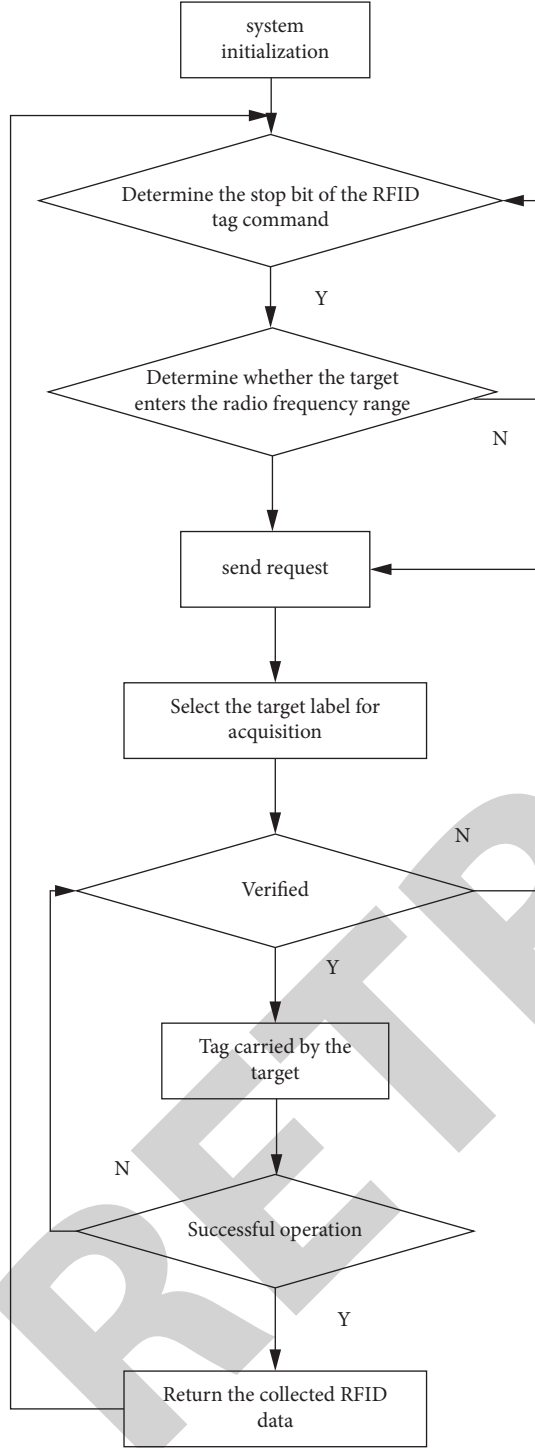 system
initialization
Determine the stop bit of the RFID
tag command
Y
Determine whether the target
enters the radio frequency range
N
send request
Select the target label for
acquisition
N
Verified
Y
Tag carried by the
target
N
Successful operation
Y
Return the collected RFID
data